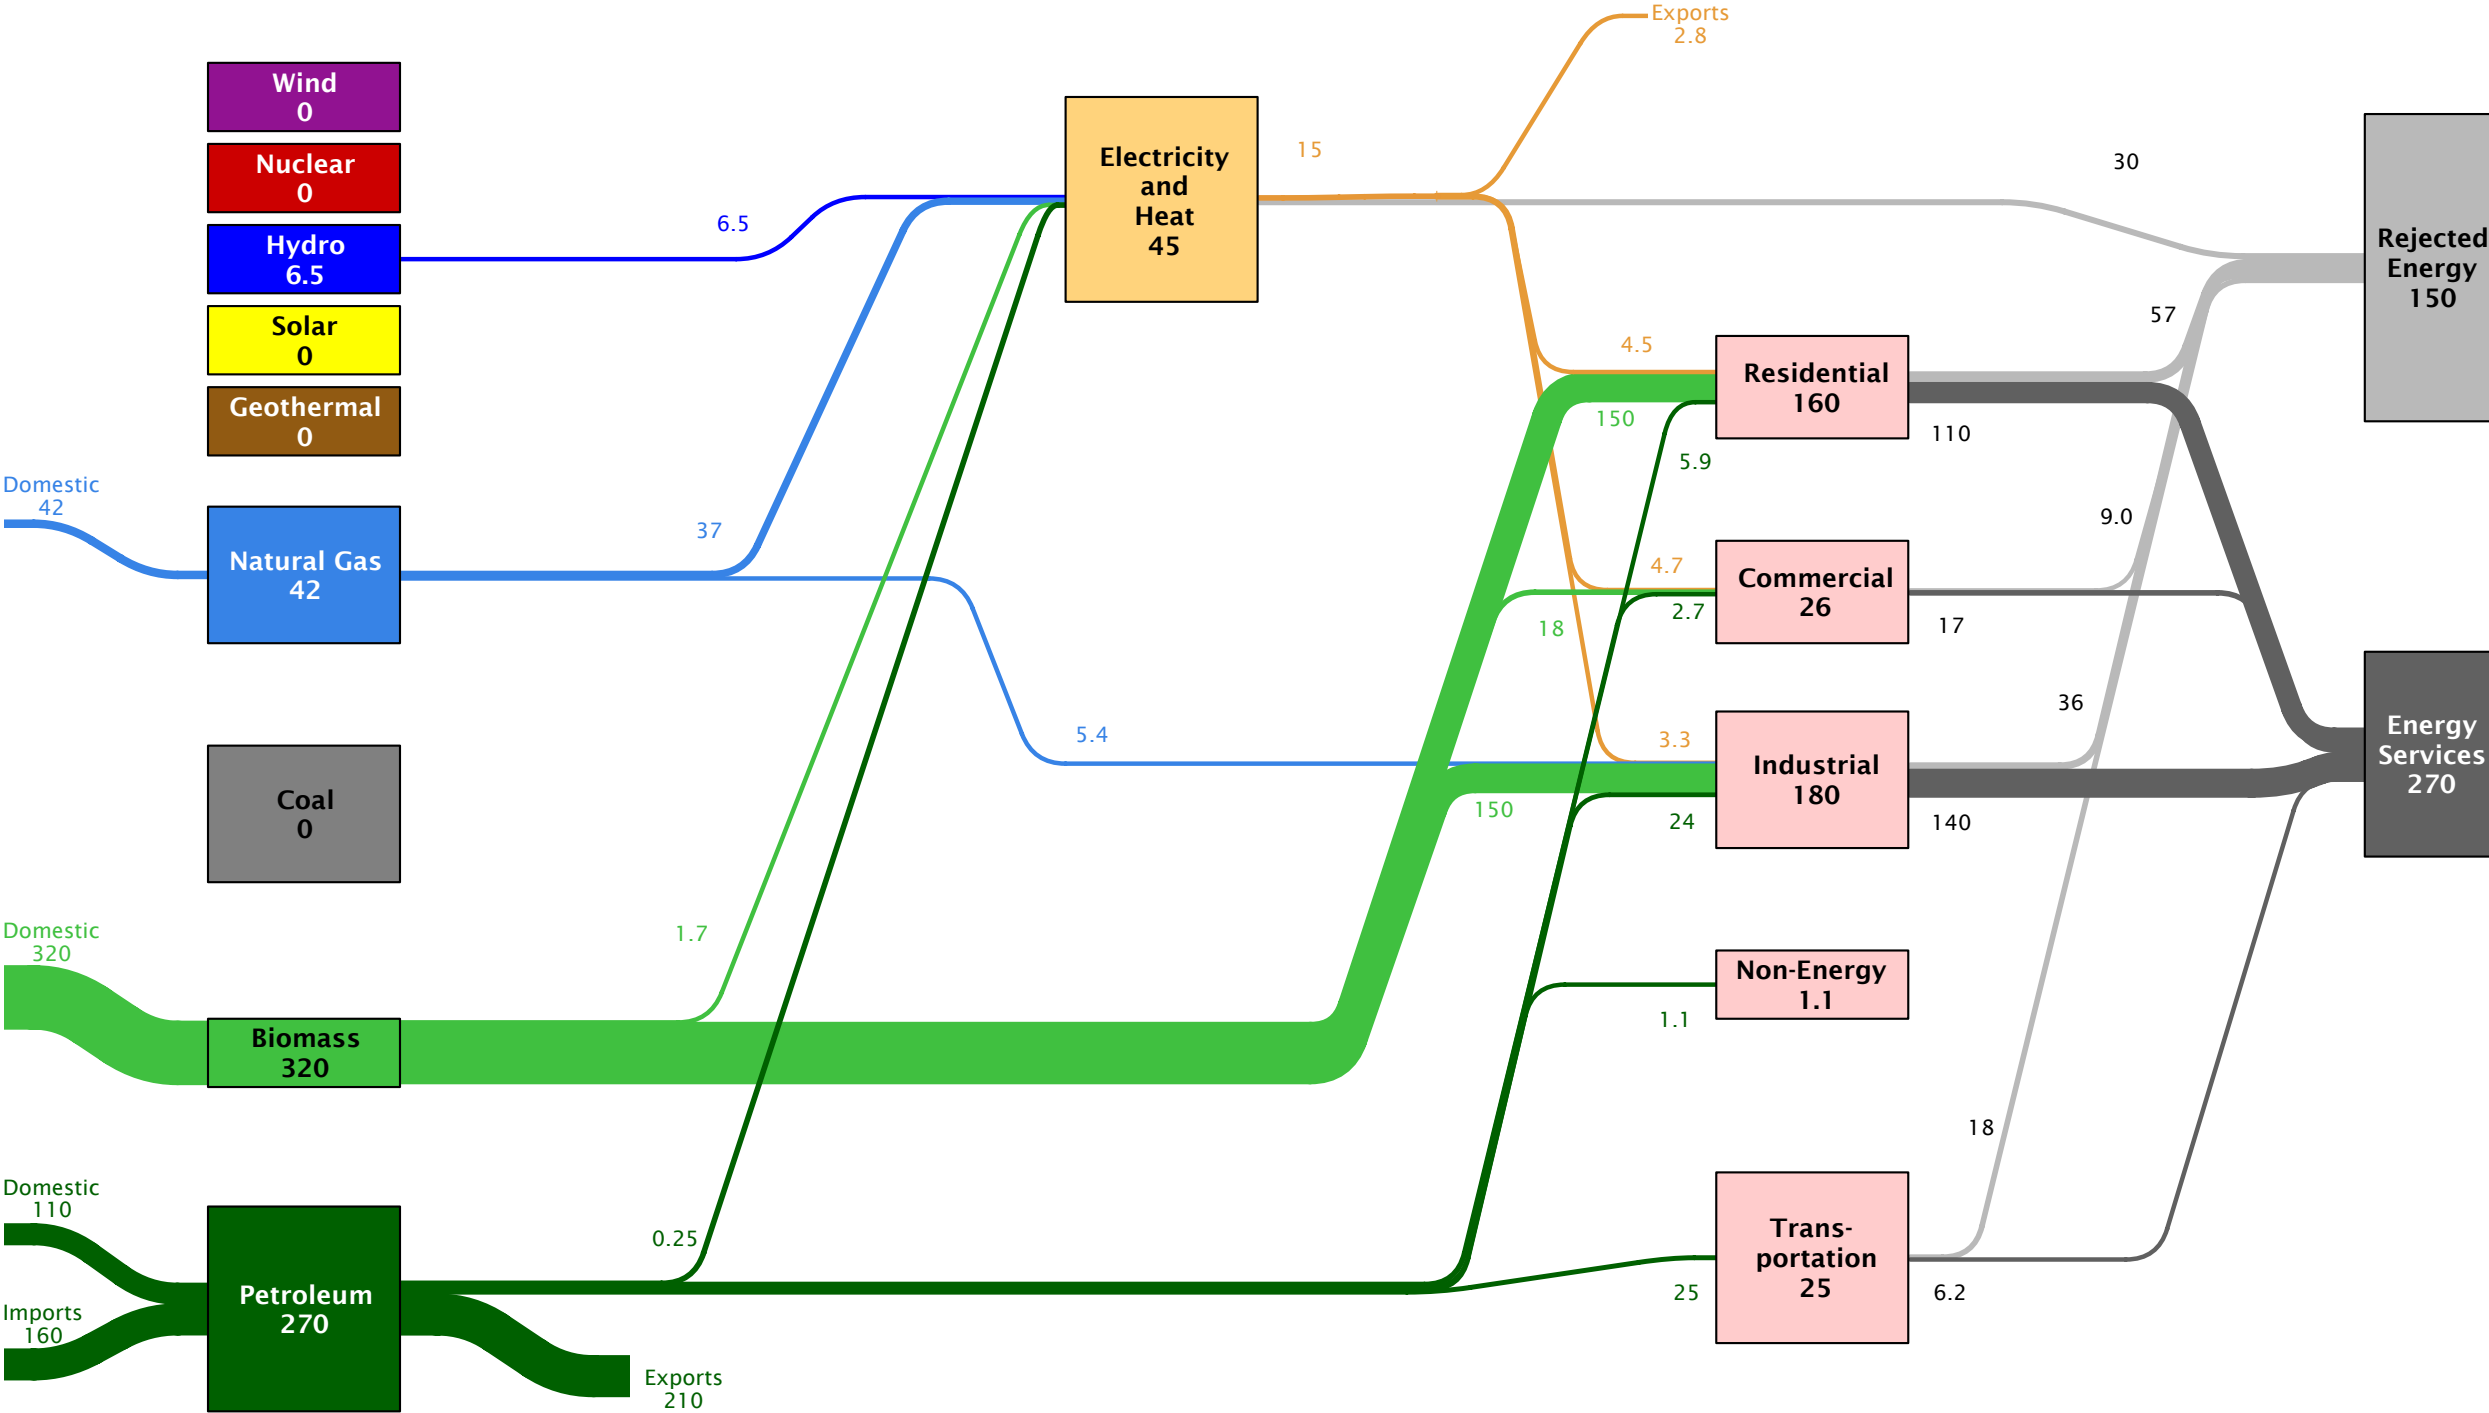 Exports
2.8
Wind
0
Nuclear
0
Hydro
6.5
Solar
0
Geothermal
0
Domestic
42
Natural Gas
42
Coal
0
Domestic
320
Biomass
320
Domestic
110
Imports
160
Petroleum
270
Exports
210
6.5
37
5.4
1.7
0.25
Electricity
and
Heat
45
15
30
4.5
150
5.9
4.7
18
2.7
3.3
150
24
1.1
25
Residential
160
Commercial
26
Industrial
180
Non-Energy
1.1
Trans-
portation
25
57
110
9.0
17
36
140
18
6.2
Rejected
Energy
150
Energy
Services
270